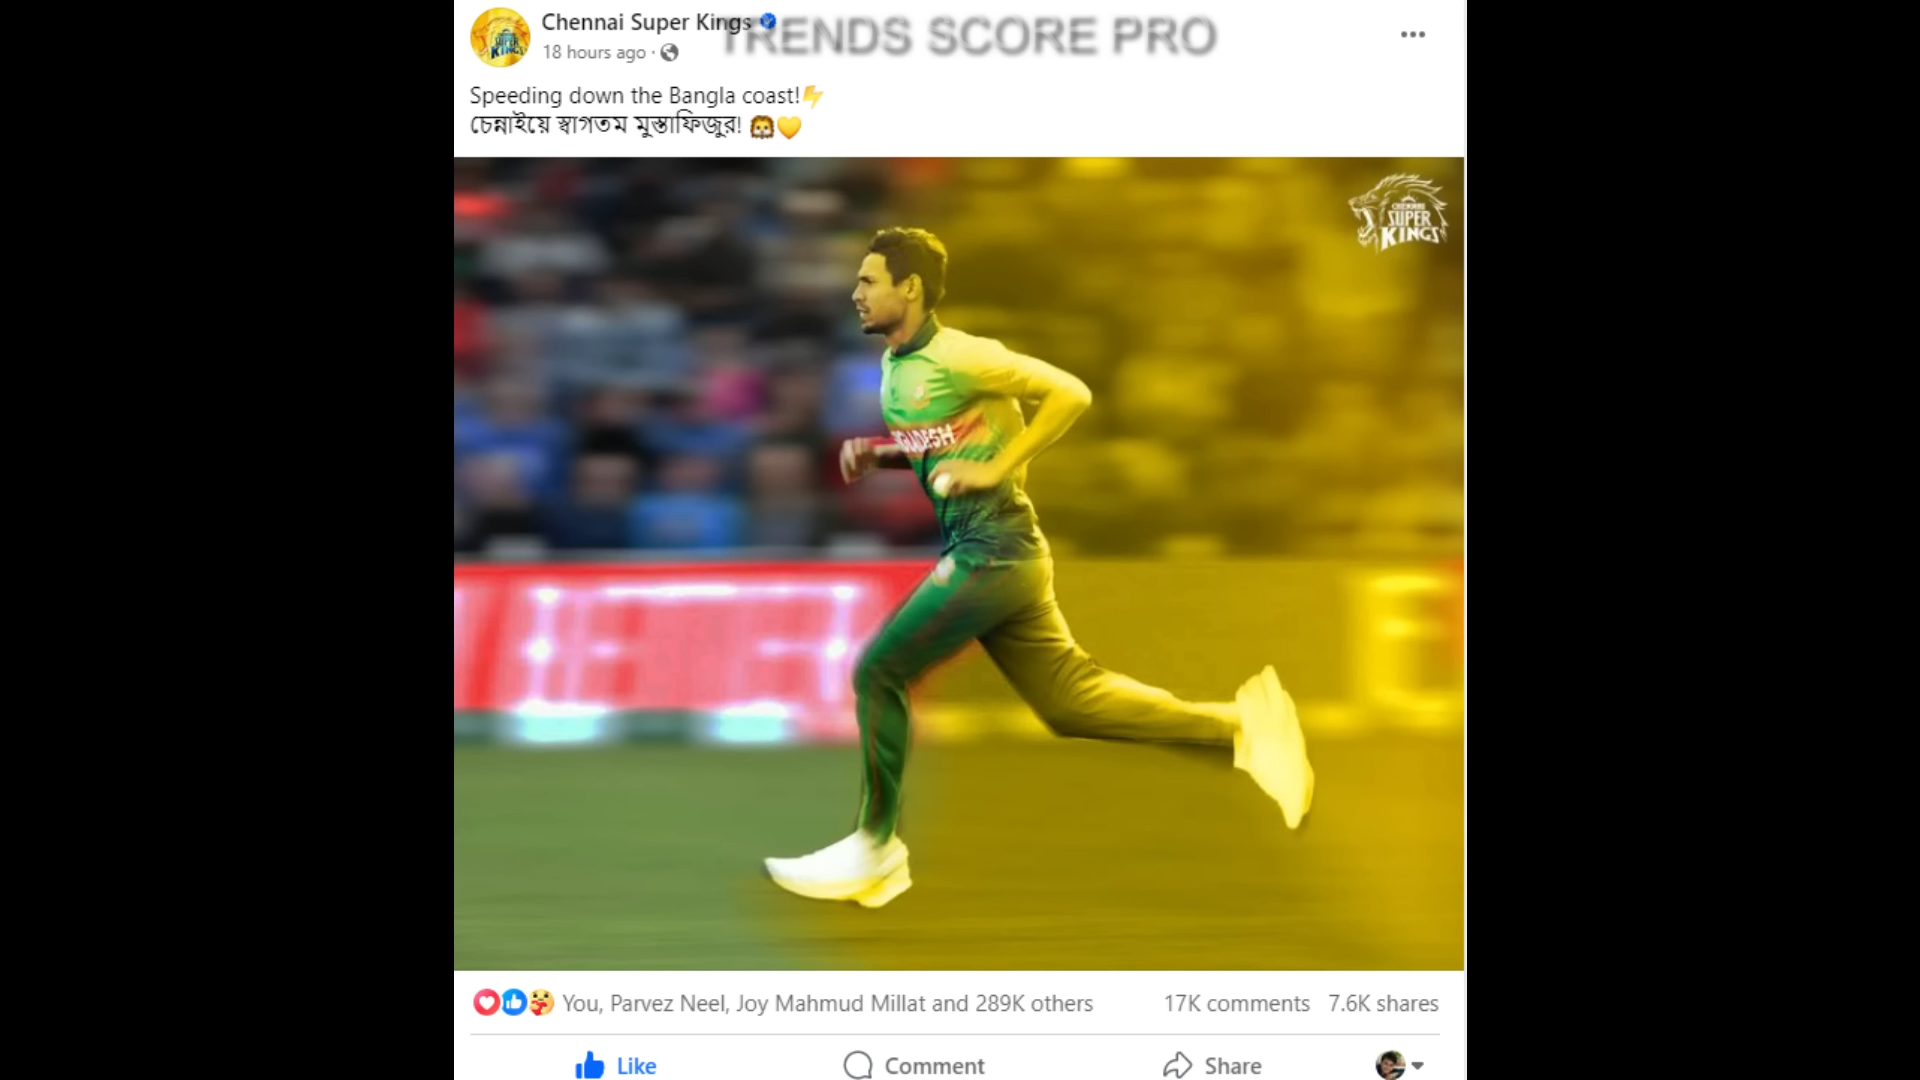 Chennai Super Kings
TRENDS SCORE PRO
18 hours ago ·
Speeding down the Bangla coast!⚡
চেন্নাইয়ে স্বাগতম মুস্তাফিজুর! 🦁💛
CHENNAI
SUPER
KINGS
You, Parvez Neel, Joy Mahmud Millat and 289K others 17K comments 7.6K shares
Like Comment Share